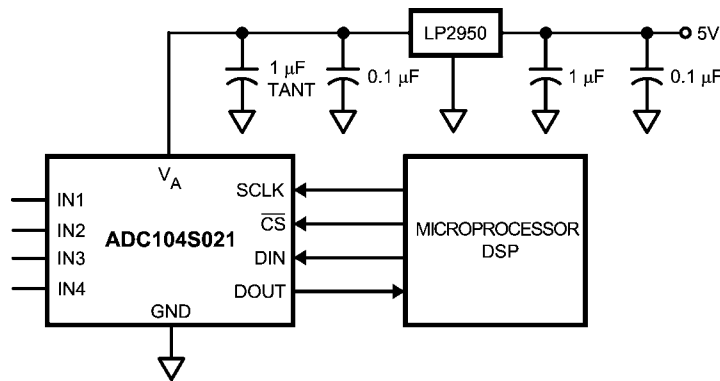 LP2950
5V
1 µF
TANT
0.1 µF
1 µF
0.1 µF
VA
IN1
IN2
IN3
IN4
ADC104S021
SCLK
C̅S̅
DIN
DOUT
GND
MICROPROCESSOR
DSP